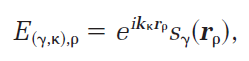 E_{(γ,κ),ρ} = e^{ik_κ r_ρ} s_γ(r_ρ),